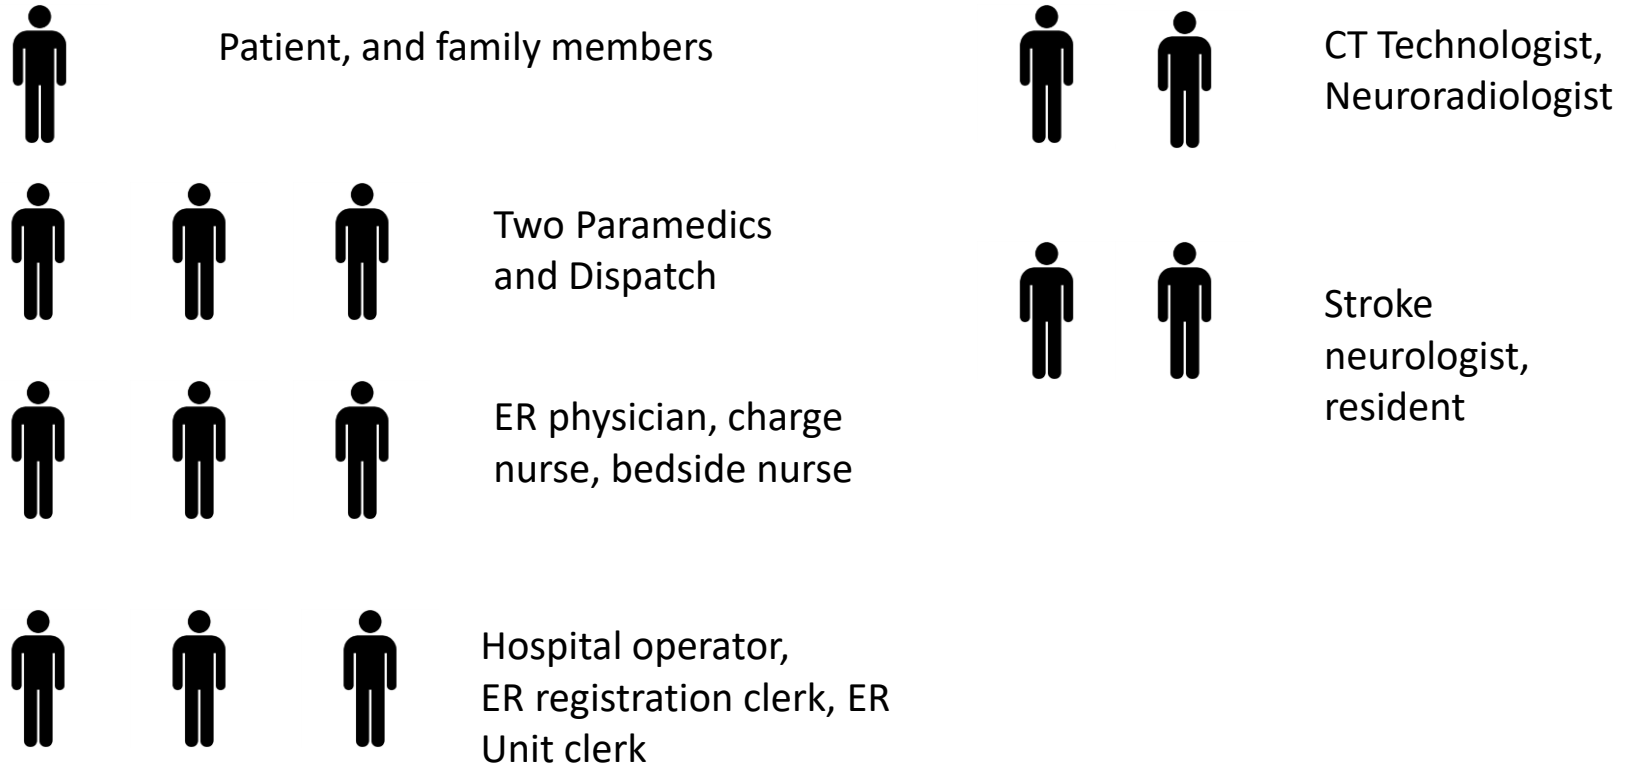 Patient, and family members
Two Paramedics
and Dispatch
ER physician, charge
nurse, bedside nurse
Hospital operator,
ER registration clerk, ER
Unit clerk
CT Technologist,
Neuroradiologist
Stroke
neurologist,
resident